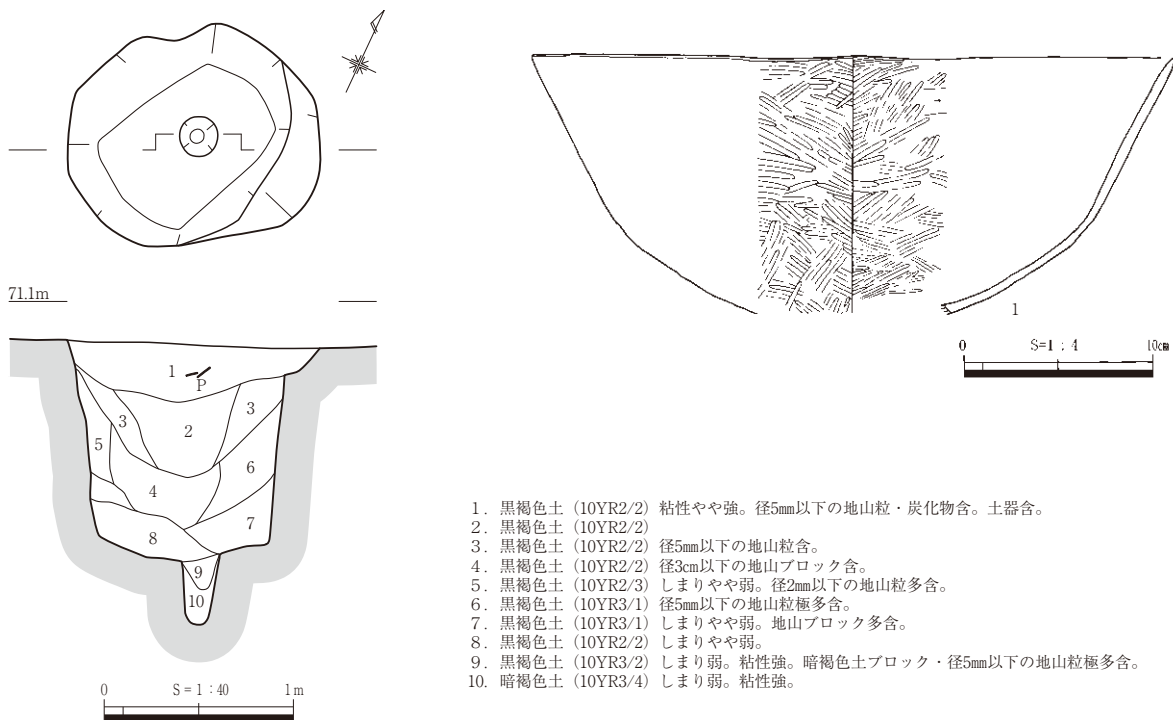 71.1m
1
P
3
3
2
5
6
4
7
8
9
10
0 S=1:40 1m
1
0 S=1:4 10cm
1. 黒褐色土（10YR2/2）粘性やや強。径5㎜以下の地山粒・炭化物含。土器含。
2. 黒褐色土（10YR2/2）
3. 黒褐色土（10YR2/2）径5㎜以下の地山粒含。
4. 黒褐色土（10YR2/2）径3㎝以下の地山ブロック含。
5. 黒褐色土（10YR2/3）しまりやや弱。径2㎜以下の地山粒多含。
6. 黒褐色土（10YR3/1）径5㎜以下の地山粒極多含。
7. 黒褐色土（10YR3/1）しまりやや弱。地山ブロック多含。
8. 黒褐色土（10YR2/2）しまりやや弱。
9. 黒褐色土（10YR3/2）しまり弱。粘性強。暗褐色土ブロック・径5㎜以下の地山粒極多含。
10. 暗褐色土（10YR3/4）しまり弱。粘性強。